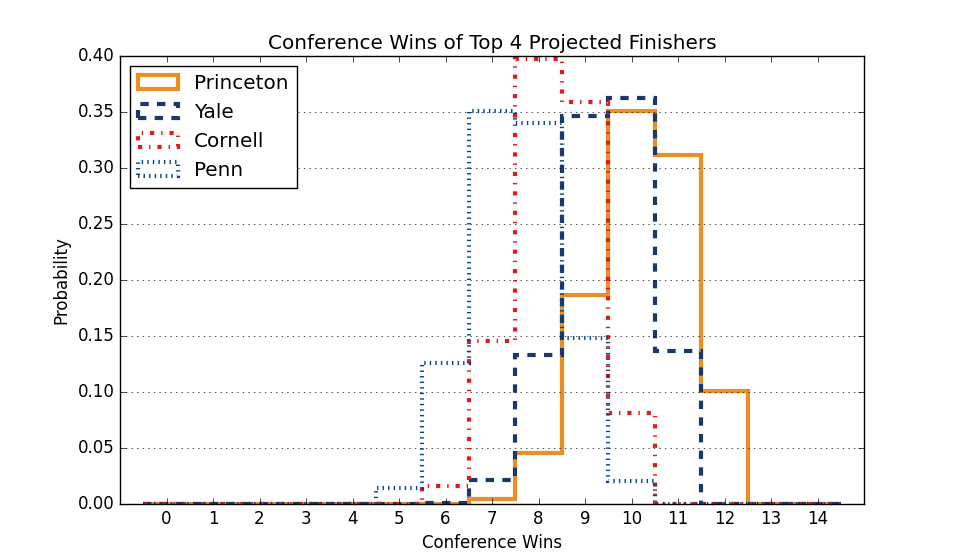 Conference Wins of Top 4 Projected Finishers
Princeton
Yale
Cornell
Penn
0.40
0.35
0.30
0.25
0.20
0.15
0.10
0.05
0.00
Probability
0 1 2 3 4 5 6 7 8 9 10 11 12 13 14
Conference Wins